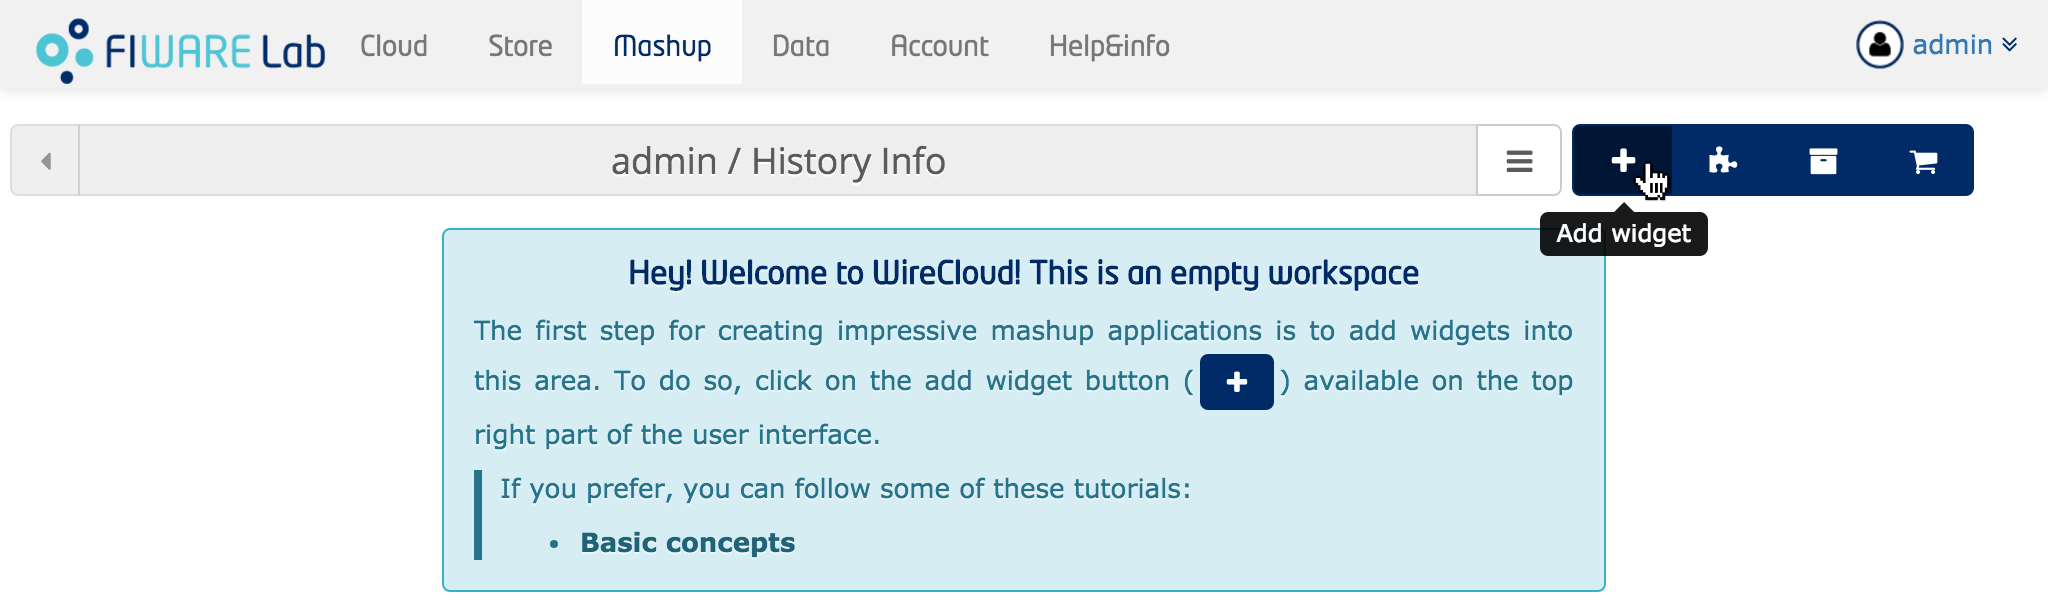 FIWARE Lab Cloud Store Mashup Data Account Help&info admin
admin / History Info
Add widget
Hey! Welcome to WireCloud! This is an empty workspace
The first step for creating impressive mashup applications is to add widgets into
this area. To do so, click on the add widget button ( + ) available on the top
right part of the user interface.
If you prefer, you can follow some of these tutorials:
• Basic concepts